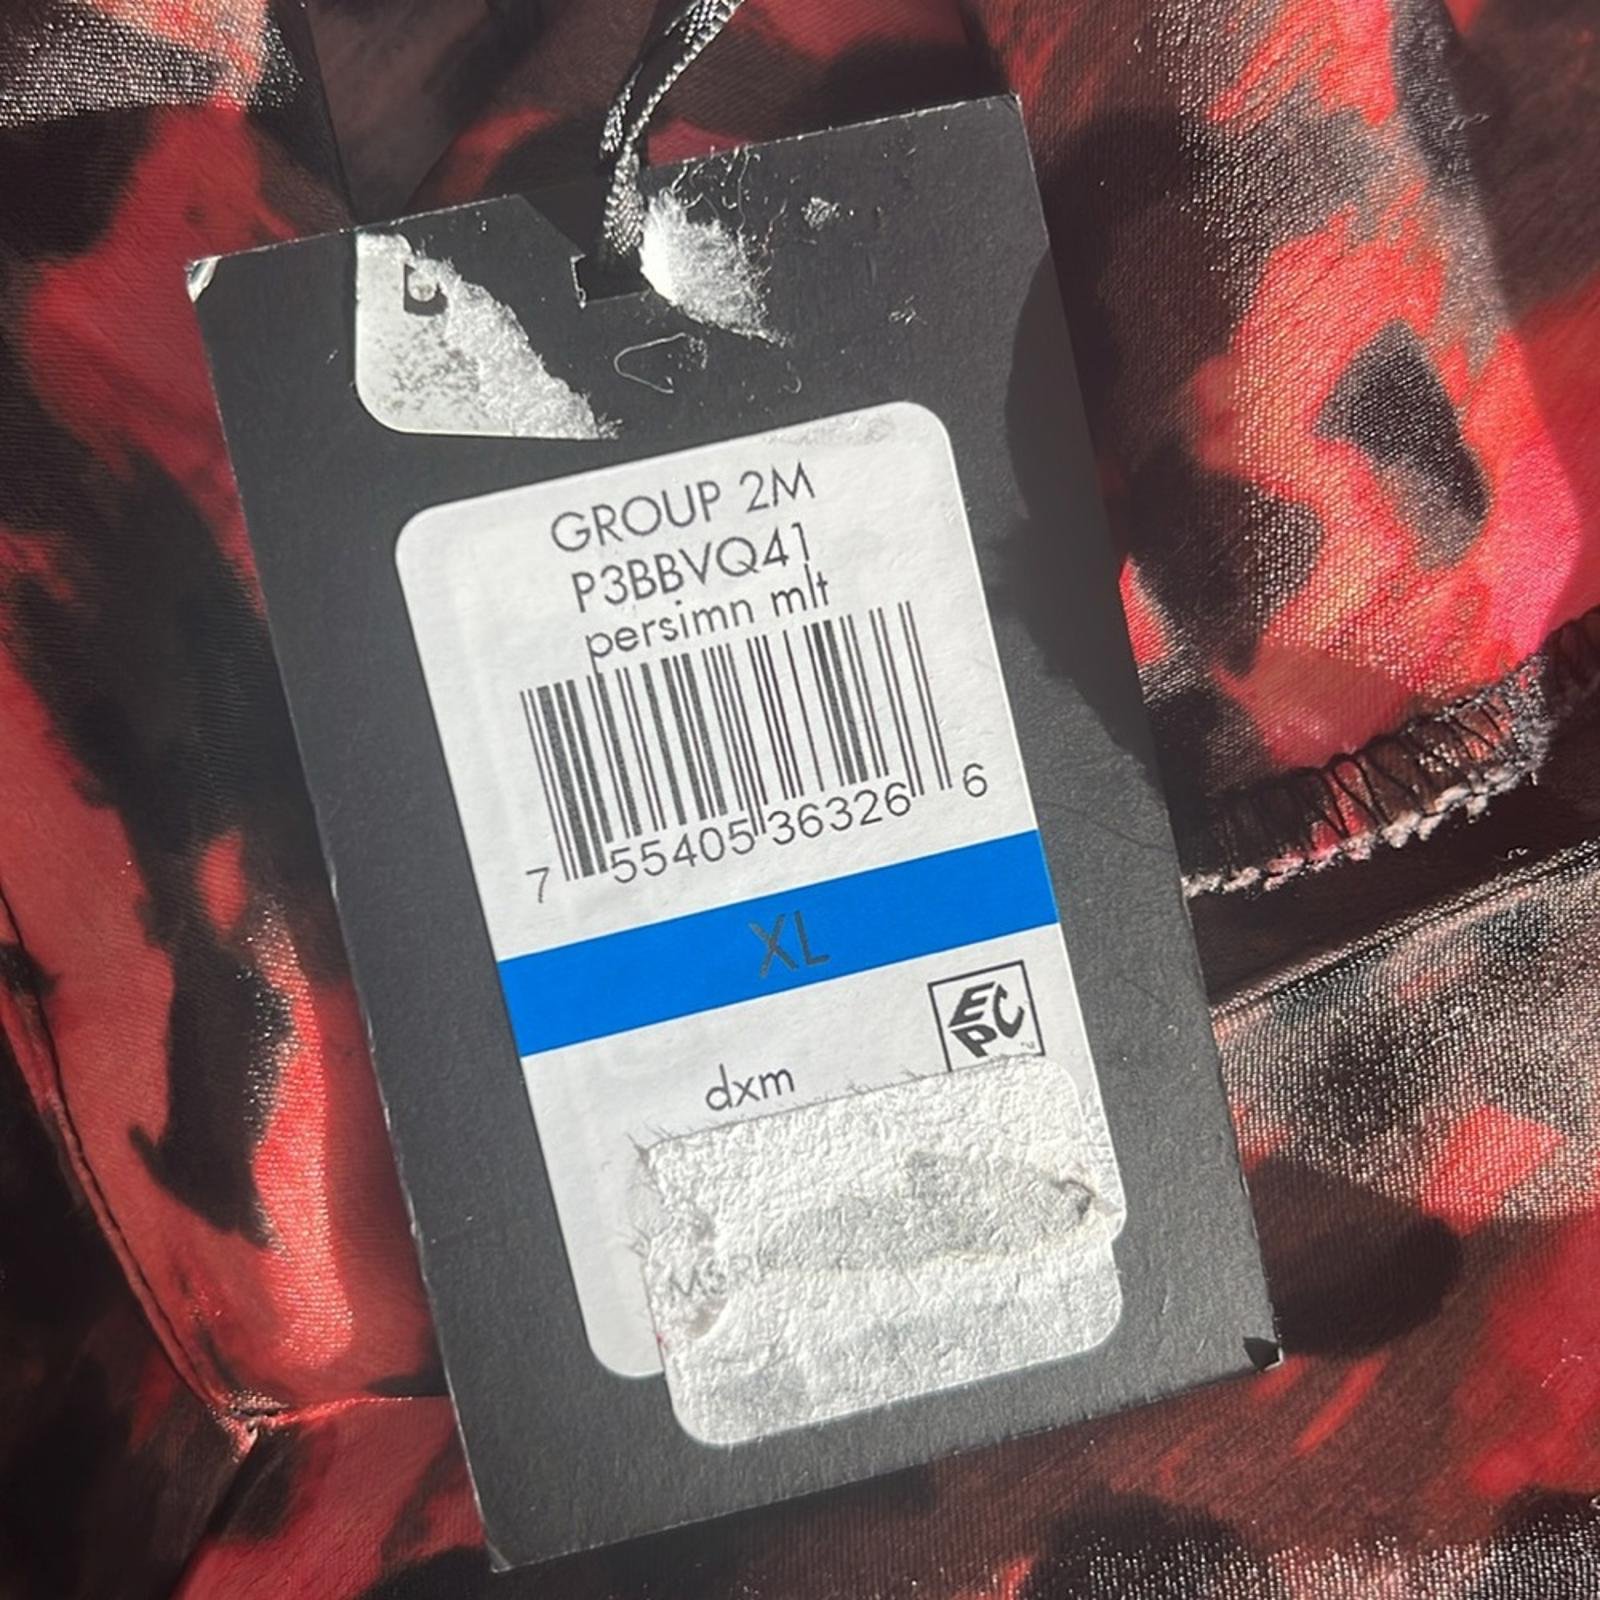 GROUP 2M
P3BBVQ41
persimn mlt
7 55405 36326 6
XL
EPC
dxm